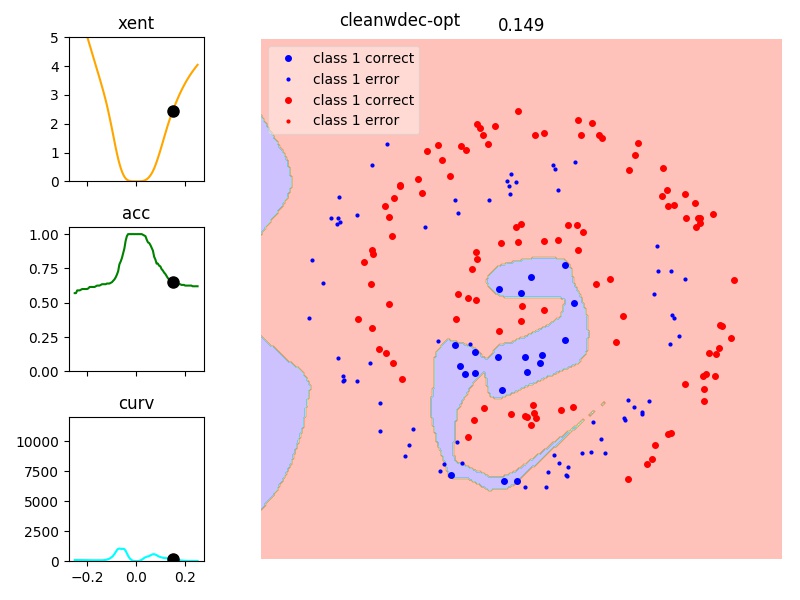 cleanwdec-opt 0.149
xent
5
4
3
2
1
0
acc
1.00
0.75
0.50
0.25
0.00
curv
10000
7500
5000
2500
0
−0.2 0.0 0.2
class 1 correct
class 1 error
class 1 correct
class 1 error